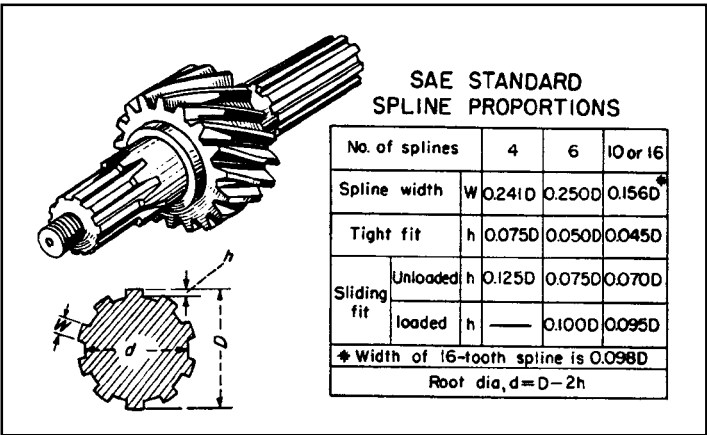 SAE STANDARD
SPLINE PROPORTIONS
No. of splines 4 6 10 or 16
Spline width W 0.241D 0.250D 0.156D*
Tight fit h 0.075D 0.050D 0.045D
Sliding fit Unloaded h 0.125D 0.075D 0.070D
loaded h — 0.100D 0.095D
* Width of 16-tooth spline is 0.098D
Root dia, d=D-2h
h
W
d
D